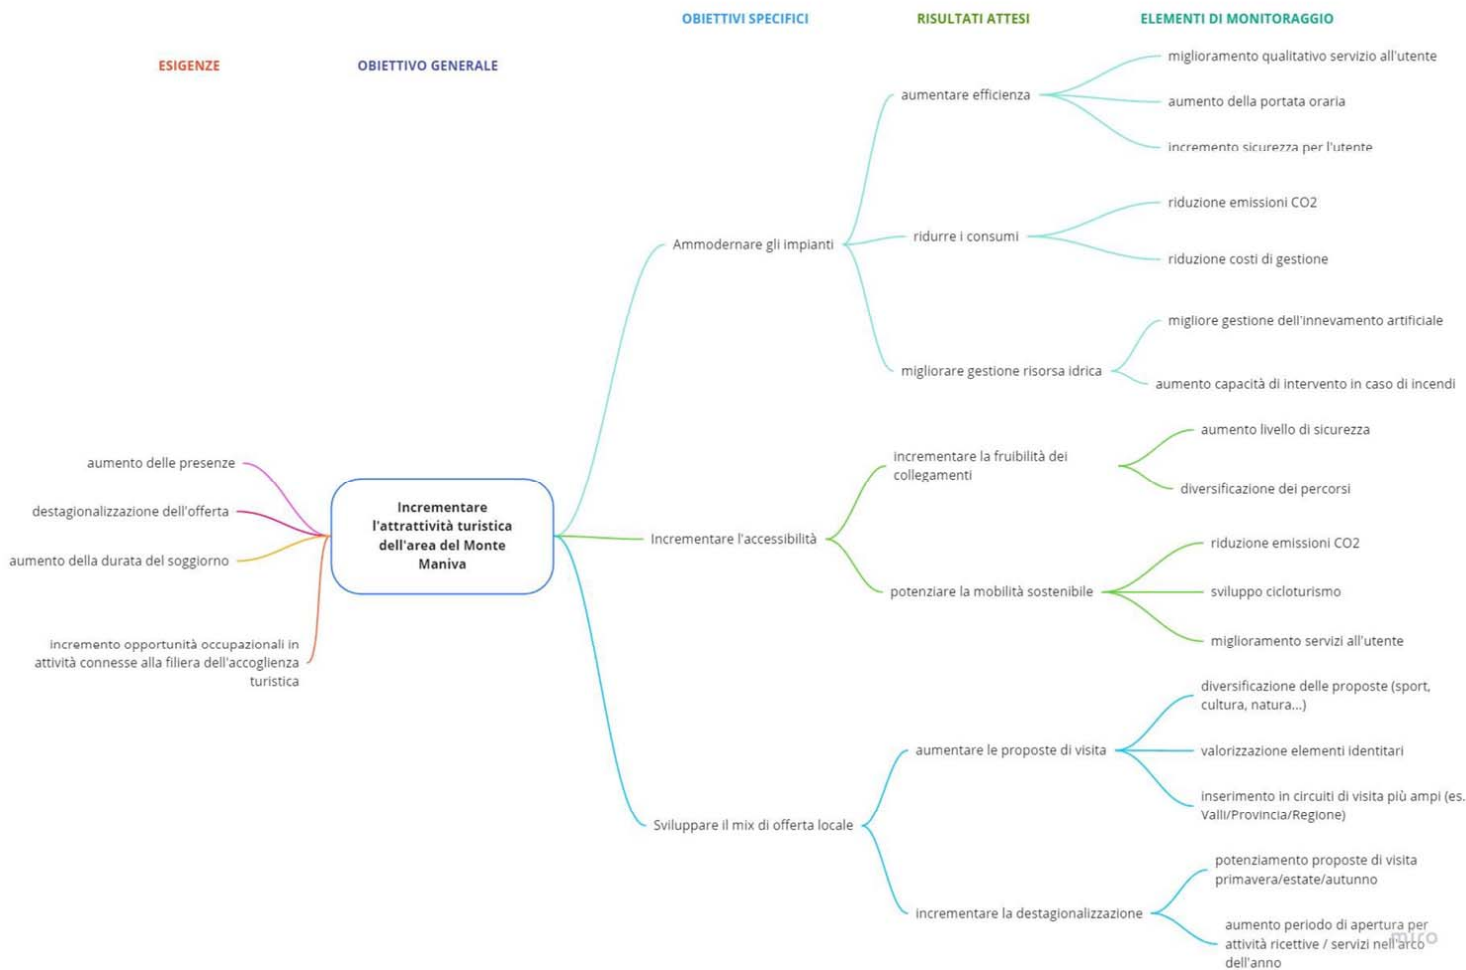 OBIETTIVI SPECIFICI
RISULTATI ATTESI
ELEMENTI DI MONITORAGGIO
ESIGENZE
OBIETTIVO GENERALE
miglioramento qualitativo servizio all'utente
aumentare efficienza
aumento della portata oraria
incremento sicurezza per l'utente
riduzione emissioni CO2
ridurre i consumi
Ammodernare gli impianti
riduzione costi di gestione
migliore gestione dell'innevamento artificiale
migliorare gestione risorsa idrica
aumento capacità di intervento in caso di incendi
aumento livello di sicurezza
incrementare la fruibilità dei
collegamenti
diversificazione dei percorsi
aumento delle presenze
destagionalizzazione dell'offerta
aumento della durata del soggiorno
incremento opportunità occupazionali in
attività connesse alla filiera dell'accoglienza
turistica
Incrementare
l'attrattività turistica
dell'area del Monte
Maniva
Incrementare l'accessibilità
riduzione emissioni CO2
potenziare la mobilità sostenibile
sviluppo cicloturismo
miglioramento servizi all'utente
diversificazione delle proposte (sport,
cultura, natura...)
aumentare le proposte di visita
valorizzazione elementi identitari
inserimento in circuiti di visita più ampi (es.
Valli/Provincia/Regione)
Sviluppare il mix di offerta locale
potenziamento proposte di visita
primavera/estate/autunno
incrementare la destagionalizzazione
aumento periodo di apertura per
attività ricettive / servizi nell'arco
dell'anno
miro